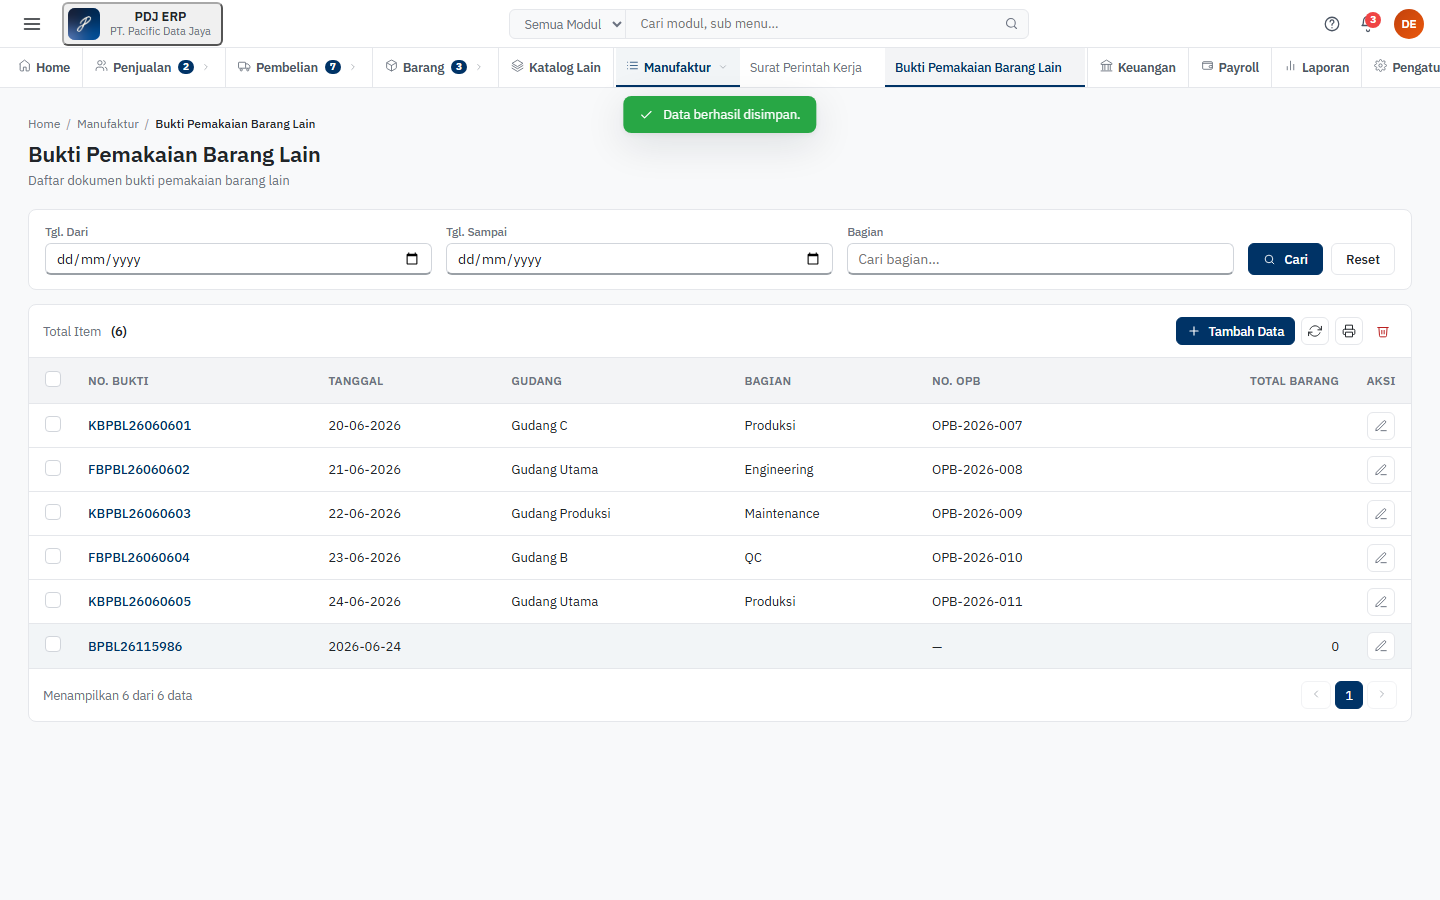 PDJ ERP
PT. Pacific Data Jaya
Semua Modul
Cari modul, sub menu...
3
DE
Home
Penjualan 2
Pembelian 7
Barang 3
Katalog Lain
Manufaktur
Surat Perintah Kerja
Bukti Pemakaian Barang Lain
Keuangan
Payroll
Laporan
Pengatu
Data berhasil disimpan.
Home / Manufaktur / Bukti Pemakaian Barang Lain
Bukti Pemakaian Barang Lain
Daftar dokumen bukti pemakaian barang lain
Tgl. Dari
Tgl. Sampai
Bagian
dd/mm/yyyy
dd/mm/yyyy
Cari bagian...
Cari
Reset
Total Item (6)
Tambah Data
NO. BUKTI TANGGAL GUDANG BAGIAN NO. OPB TOTAL BARANG AKSI
KBPBL26060601 20-06-2026 Gudang C Produksi OPB-2026-007
FBPBL26060602 21-06-2026 Gudang Utama Engineering OPB-2026-008
KBPBL26060603 22-06-2026 Gudang Produksi Maintenance OPB-2026-009
FBPBL26060604 23-06-2026 Gudang B QC OPB-2026-010
KBPBL26060605 24-06-2026 Gudang Utama Produksi OPB-2026-011
BPBL26115986 2026-06-24 — 0
Menampilkan 6 dari 6 data
1